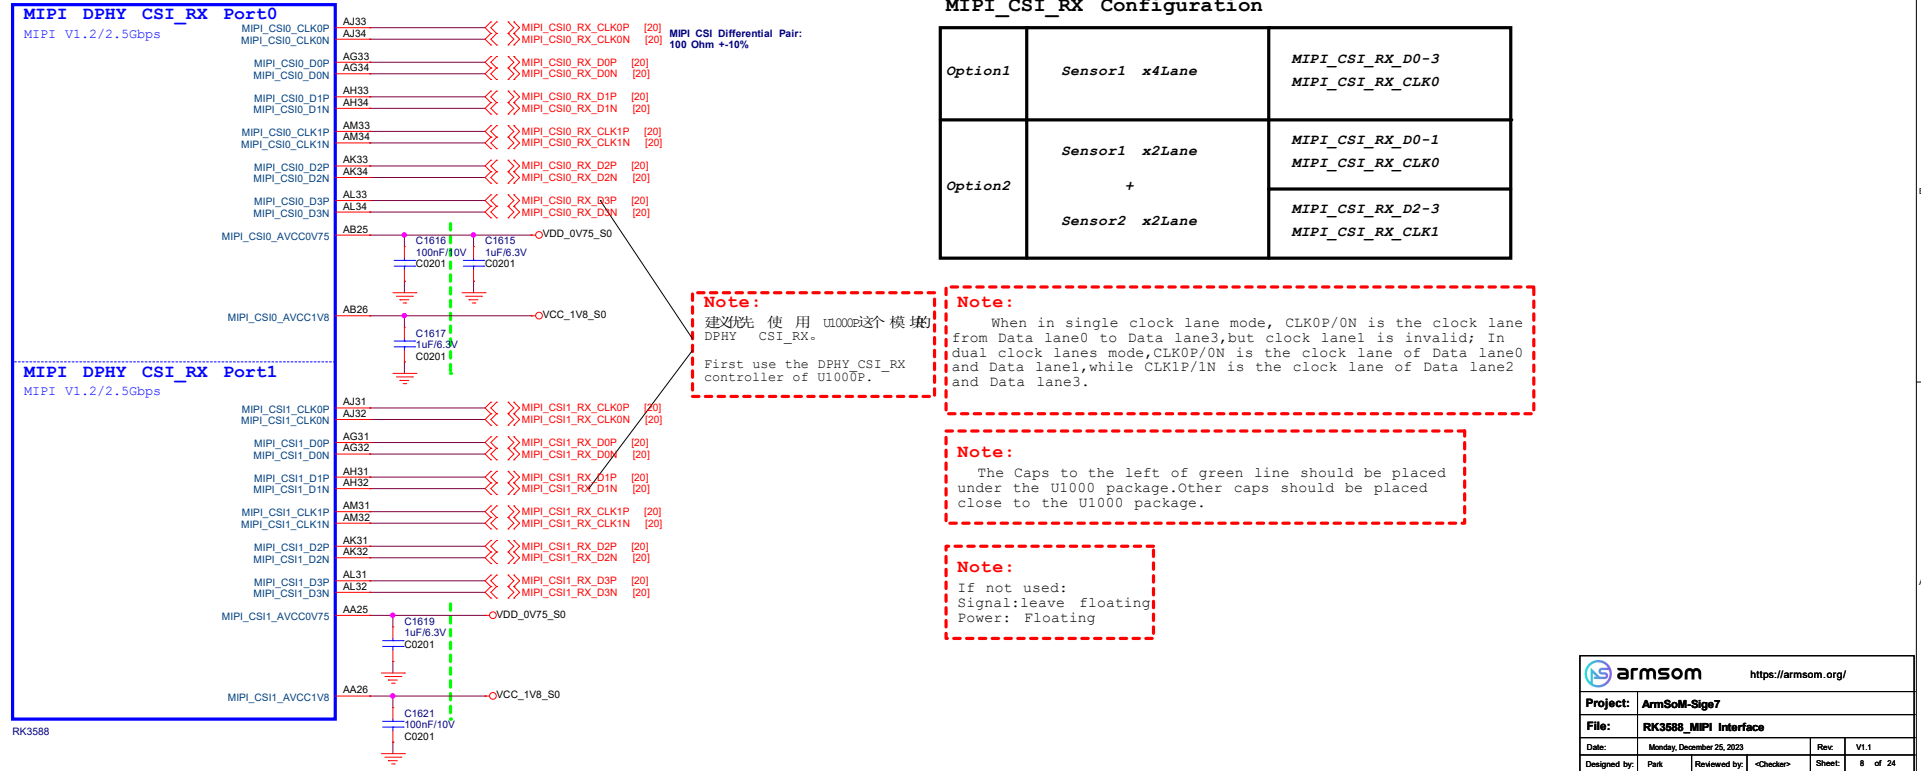 MIPI DPHY CSI_RX Port0
MIPI V1.2/2.5Gbps
MIPI_CSI0_CLK0P AJ33 MIPI_CSI0_RX_CLK0P [20]
MIPI_CSI0_CLK0N AJ34 MIPI_CSI0_RX_CLK0N [20]
MIPI CSI Differential Pair:
100 Ohm +-10%
MIPI_CSI0_D0P AG33 MIPI_CSI0_RX_D0P [20]
MIPI_CSI0_D0N AG34 MIPI_CSI0_RX_D0N [20]
MIPI_CSI0_D1P AH33 MIPI_CSI0_RX_D1P [20]
MIPI_CSI0_D1N AH34 MIPI_CSI0_RX_D1N [20]
MIPI_CSI0_CLK1P AM33 MIPI_CSI0_RX_CLK1P [20]
MIPI_CSI0_CLK1N AM34 MIPI_CSI0_RX_CLK1N [20]
MIPI_CSI0_D2P AK33 MIPI_CSI0_RX_D2P [20]
MIPI_CSI0_D2N AK34 MIPI_CSI0_RX_D2N [20]
MIPI_CSI0_D3P AL33 MIPI_CSI0_RX_D3P [20]
MIPI_CSI0_D3N AL34 MIPI_CSI0_RX_D3N [20]
MIPI_CSI0_AVCC0V75 AB25 VDD_0V75_S0
C1616
100nF/10V
C0201
C1615
1uF/6.3V
C0201
MIPI_CSI0_AVCC1V8 AB26 VCC_1V8_S0
C1617
1uF/6.3V
C0201
MIPI DPHY CSI_RX Port1
MIPI V1.2/2.5Gbps
MIPI_CSI1_CLK0P AJ31 MIPI_CSI1_RX_CLK0P [20]
MIPI_CSI1_CLK0N AJ32 MIPI_CSI1_RX_CLK0N [20]
MIPI_CSI1_D0P AG31 MIPI_CSI1_RX_D0P [20]
MIPI_CSI1_D0N AG32 MIPI_CSI1_RX_D0N [20]
MIPI_CSI1_D1P AH31 MIPI_CSI1_RX_D1P [20]
MIPI_CSI1_D1N AH32 MIPI_CSI1_RX_D1N [20]
MIPI_CSI1_CLK1P AM31 MIPI_CSI1_RX_CLK1P [20]
MIPI_CSI1_CLK1N AM32 MIPI_CSI1_RX_CLK1N [20]
MIPI_CSI1_D2P AK31 MIPI_CSI1_RX_D2P [20]
MIPI_CSI1_D2N AK32 MIPI_CSI1_RX_D2N [20]
MIPI_CSI1_D3P AL31 MIPI_CSI1_RX_D3P [20]
MIPI_CSI1_D3N AL32 MIPI_CSI1_RX_D3N [20]
MIPI_CSI1_AVCC0V75 AA25 VDD_0V75_S0
C1619
1uF/6.3V
C0201
MIPI_CSI1_AVCC1V8 AA26 VCC_1V8_S0
C1621
100nF/10V
C0201
RK3588
MIPI_CSI_RX Configuration
Option1 Sensor1 x4Lane
MIPI_CSI_RX_D0-3
MIPI_CSI_RX_CLK0
Option2
Sensor1 x2Lane
+
Sensor2 x2Lane
MIPI_CSI_RX_D0-1
MIPI_CSI_RX_CLK0
MIPI_CSI_RX_D2-3
MIPI_CSI_RX_CLK1
Note:
优先 使 用 U1000P这个 模 块的
DPHY CSI_RX。
First use the DPHY CSI_RX
controller of U1000P.
Note:
When in single clock lane mode, CLK0P/0N is the clock lane
from Data lane0 to Data lane3,but clock lane1 is invalid; In
dual clock lanes mode,CLK0P/0N is the clock lane of Data lane0
and Data lane1,while CLK1P/1N is the clock lane of Data lane2
and Data lane3.
Note:
The Caps to the left of green line should be placed
under the U1000 package.Other caps should be placed
close to the U1000 package.
Note:
If not used:
Signal:leave floating
Power: Floating
armsom https://armsom.org/
Project: ArmSoM-Sige7
File: RK3588_MIPI Interface
Date: Monday, December 25, 2023 Rev: V1.1
Designed by: Park Reviewed by: <Checker> Sheet: 8 of 24